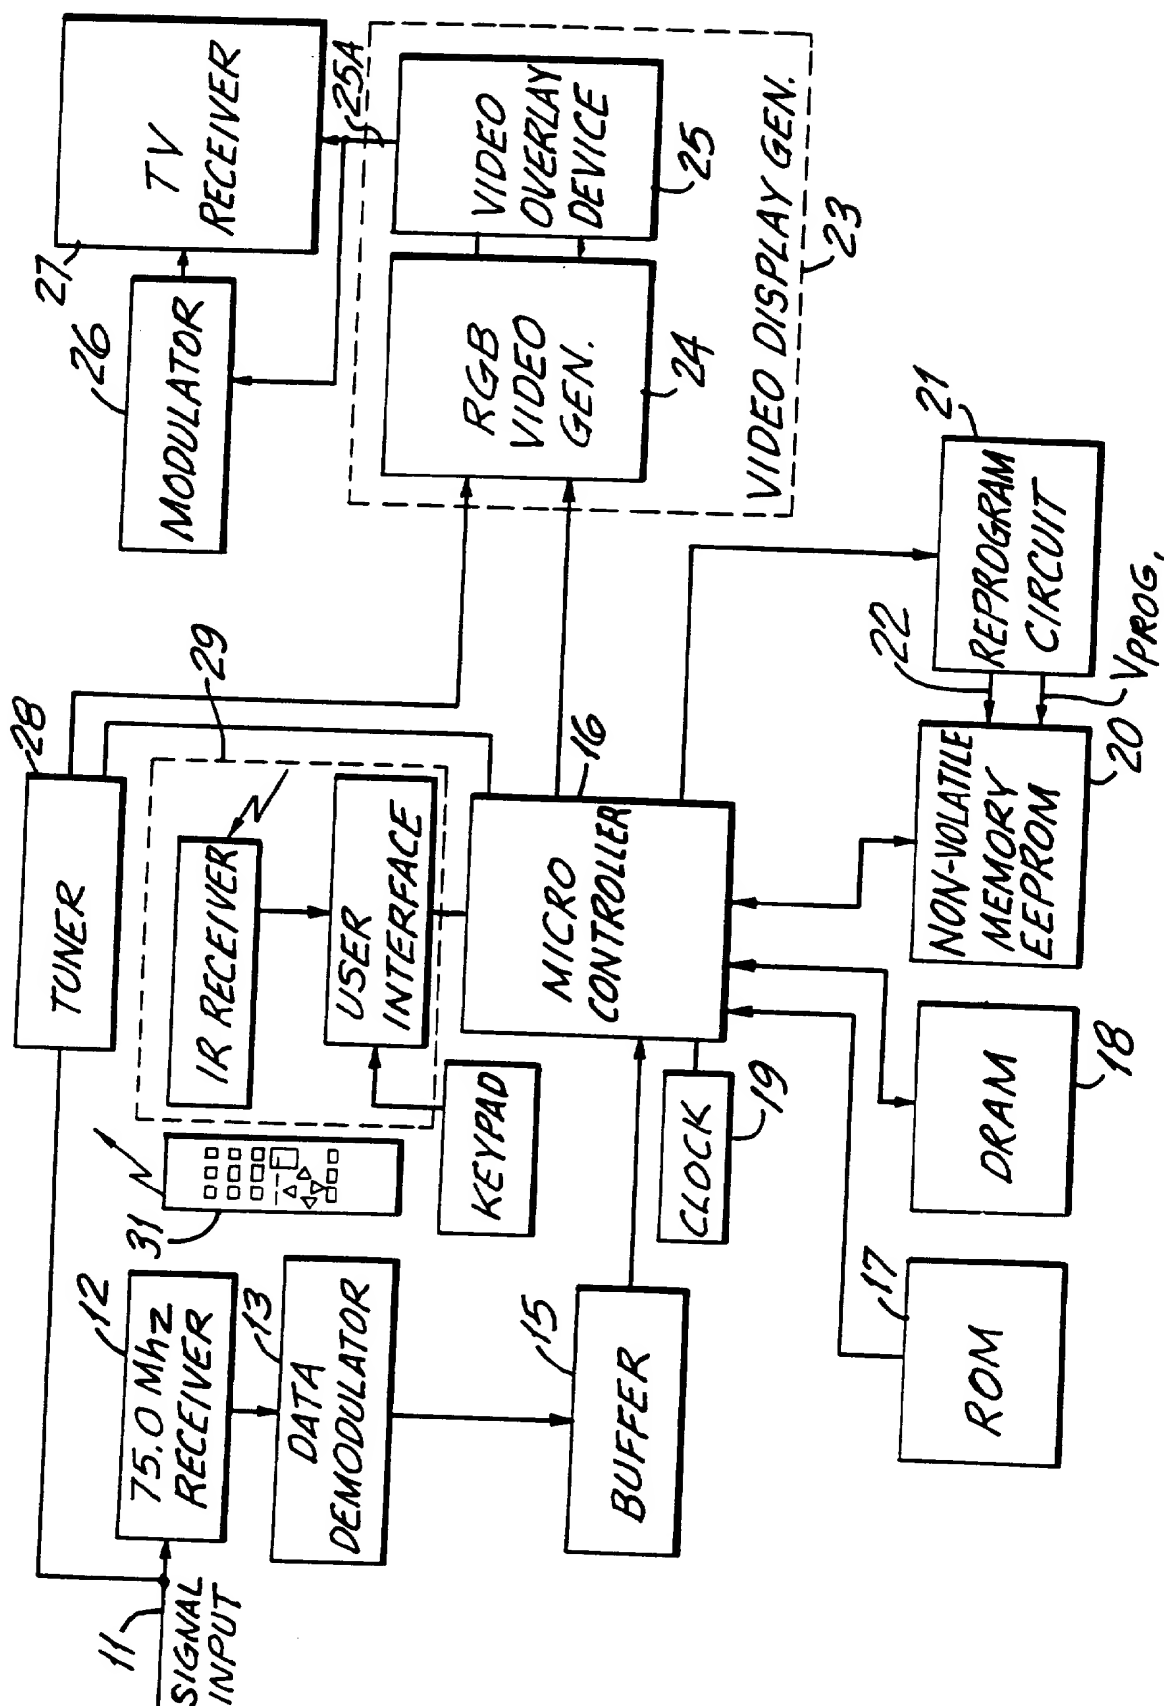 11
SIGNAL
INPUT
12
75.0 Mhz
RECEIVER
13
DATA
DEMODULATOR
15
BUFFER
17
ROM
31
KEYPAD
CLOCK
19
DRAM
18
28
TUNER
29
IR RECEIVER
USER
INTERFACE
16
MICRO
CONTROLLER
NON-VOLATILE
MEMORY
EEPROM
20
22
VPROG.
21
REPROGRAM
CIRCUIT
26
MODULATOR
27
TV
RECEIVER
25A
RGB
VIDEO
GEN.
24
VIDEO
OVERLAY
DEVICE
25
VIDEO DISPLAY GEN.
23